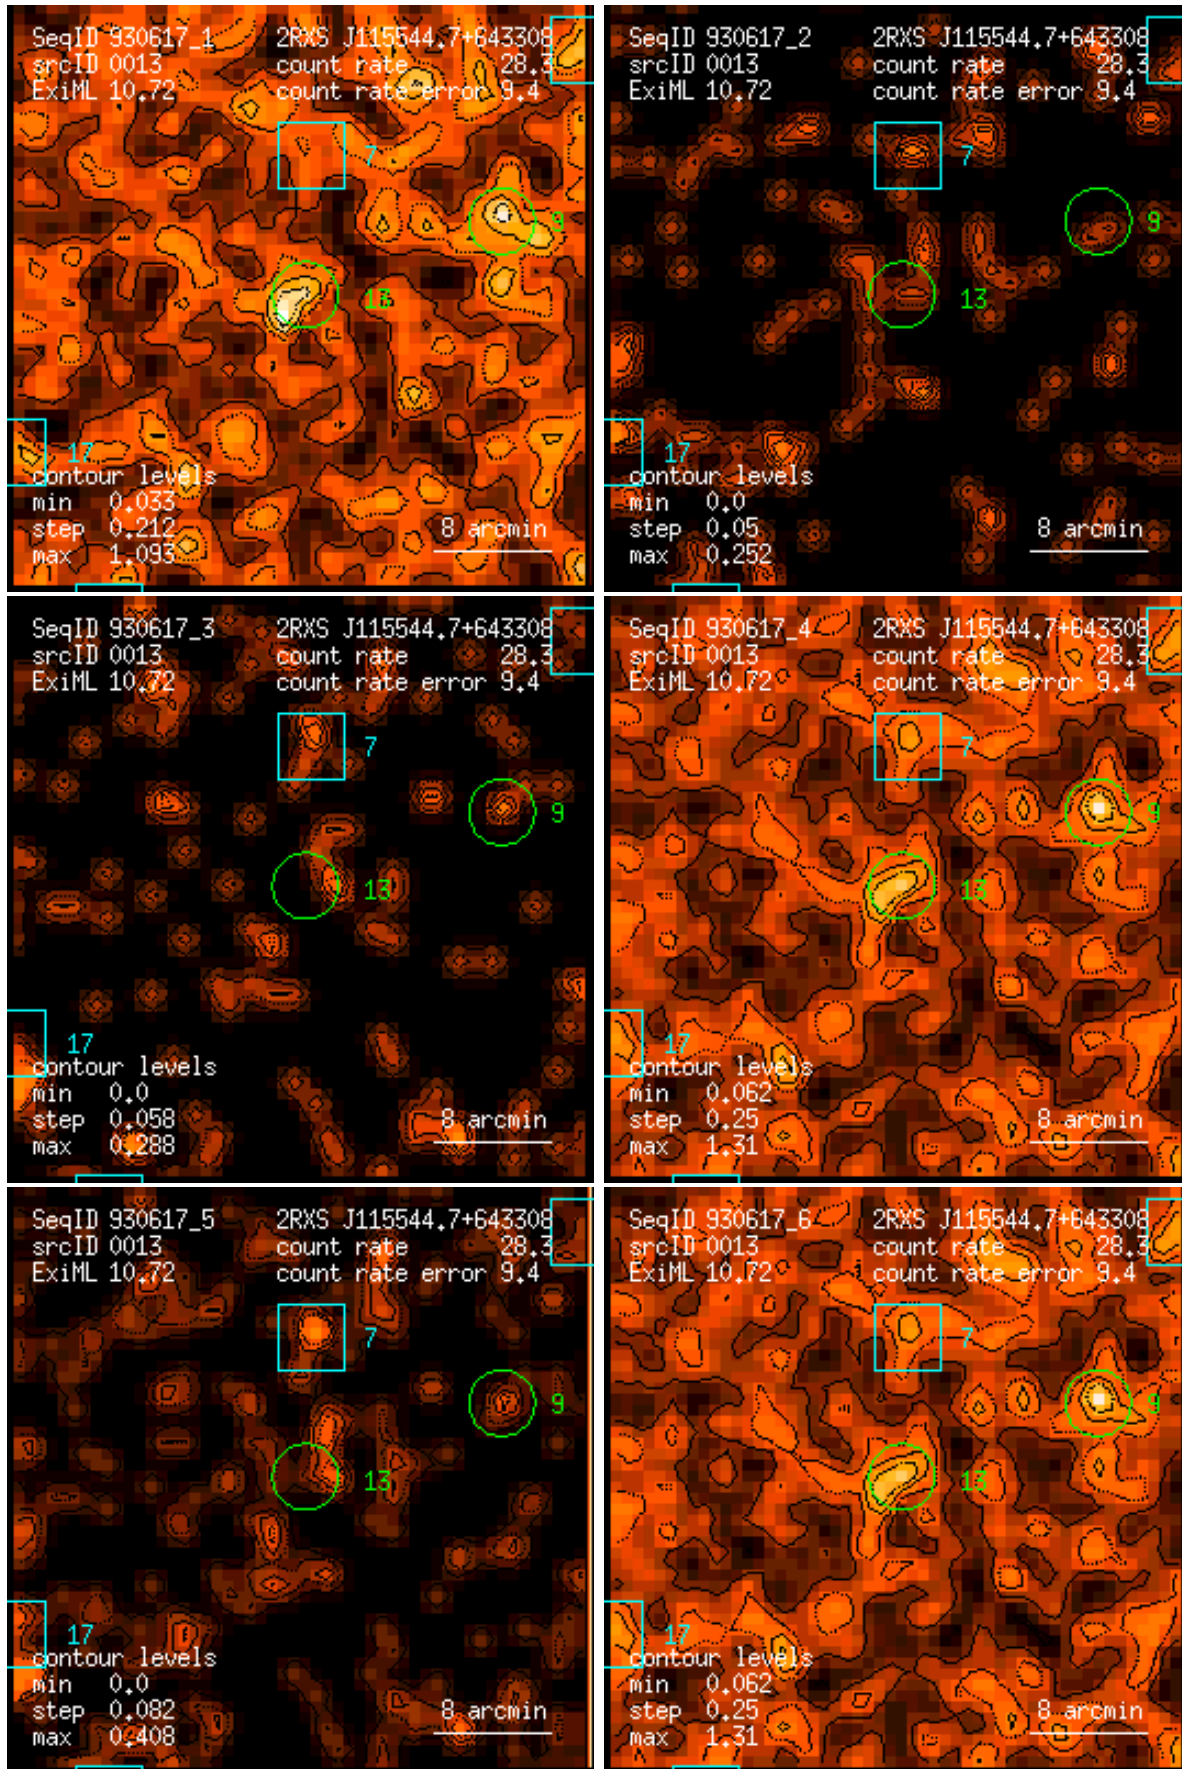 SeqID 930617_1 2RXS J115544.7+643308
srcID 0013 count rate 28.3
ExiML 10.72 count rate error 9.4
7
9
13
17
contour levels
min 0.033
step 0.212 8 arcmin
max 1.093
SeqID 930617_2 2RXS J115544.7+643308
srcID 0013 count rate 28.3
ExiML 10.72 count rate error 9.4
7
9
13
17
contour levels
min 0.0
step 0.05 8 arcmin
max 0.252
SeqID 930617_3 2RXS J115544.7+643308
srcID 0013 count rate 28.3
ExiML 10.72 count rate error 9.4
7
9
13
17
contour levels
min 0.0
step 0.058 8 arcmin
max 0.288
SeqID 930617_4 2RXS J115544.7+643308
srcID 0013 count rate 28.3
ExiML 10.72 count rate error 9.4
7
9
13
17
contour levels
min 0.062
step 0.25 8 arcmin
max 1.31
SeqID 930617_5 2RXS J115544.7+643308
srcID 0013 count rate 28.3
ExiML 10.72 count rate error 9.4
7
9
13
17
contour levels
min 0.0
step 0.082 8 arcmin
max 0.408
SeqID 930617_6 2RXS J115544.7+643308
srcID 0013 count rate 28.3
ExiML 10.72 count rate error 9.4
7
9
13
17
contour levels
min 0.062
step 0.25 8 arcmin
max 1.31